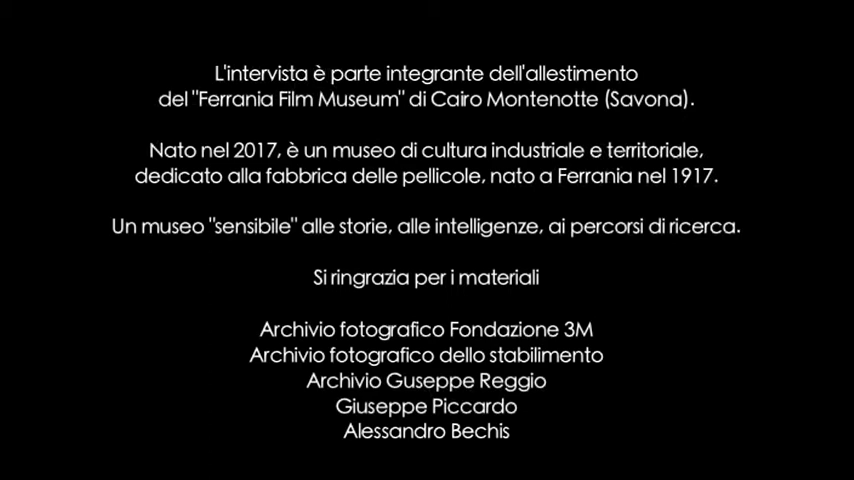 L'intervista è parte integrante dell'allestimento
del "Ferrania Film Museum" di Cairo Montenotte (Savona).
Nato nel 2017, è un museo di cultura industriale e territoriale,
dedicato alla fabbrica delle pellicole, nato a Ferrania nel 1917.
Un museo "sensibile" alle storie, alle intelligenze, ai percorsi di ricerca.
Si ringrazia per i materiali
Archivio fotografico Fondazione 3M
Archivio fotografico dello stabilimento
Archivio Guseppe Reggio
Giuseppe Piccardo
Alessandro Bechis